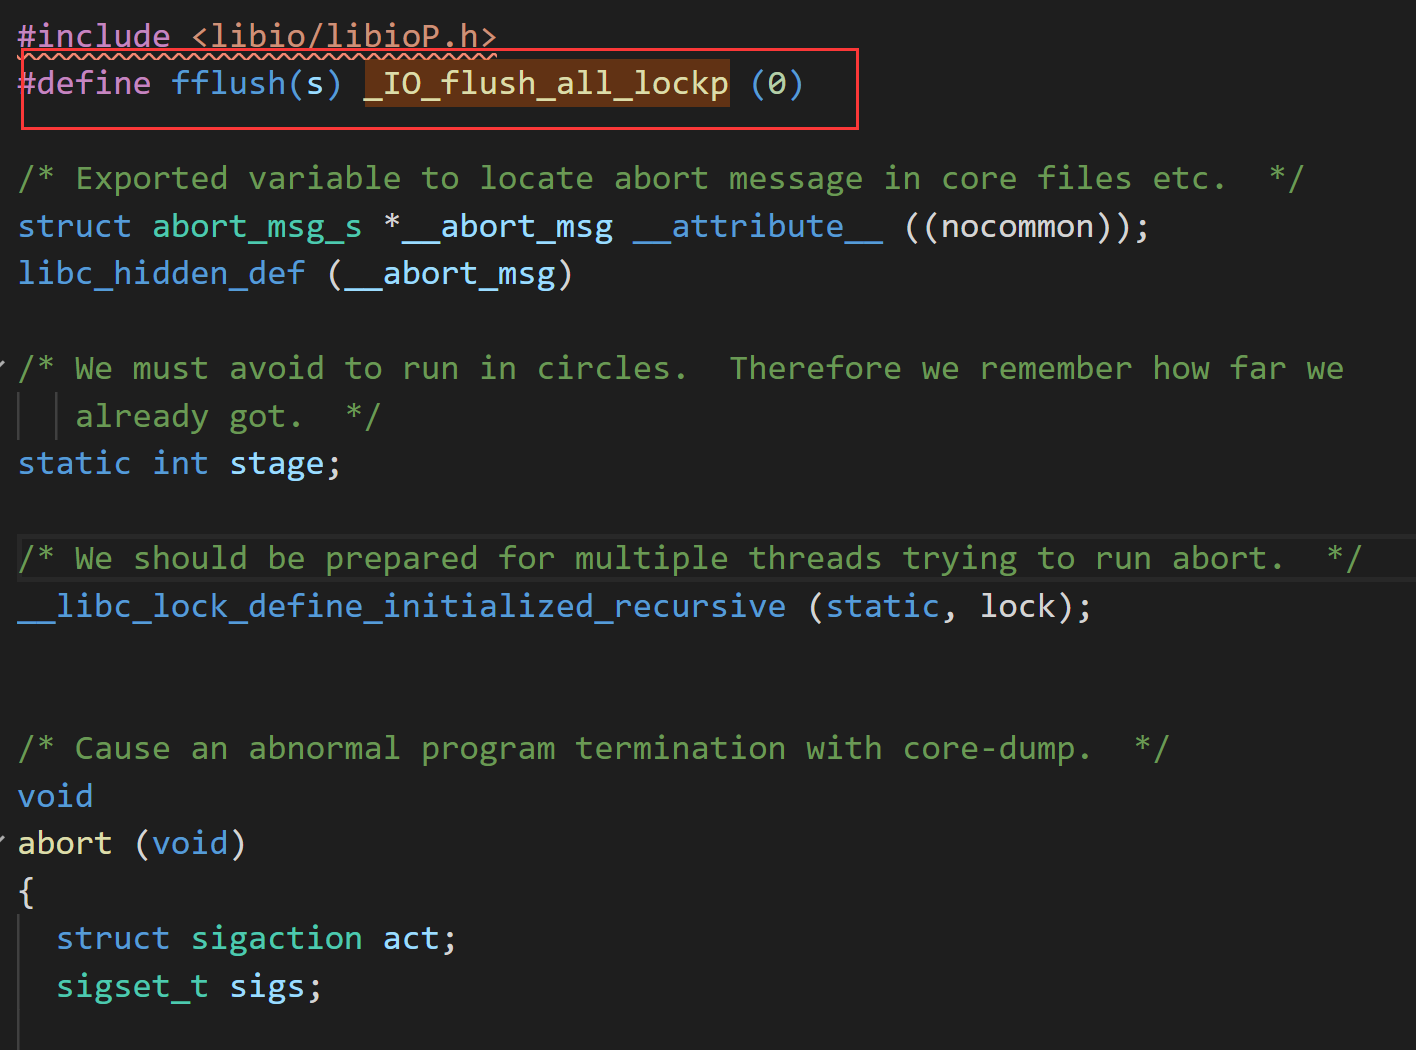 #include <libio/libioP.h>
#define fflush(s) _IO_flush_all_lockp (0)
/* Exported variable to locate abort message in core files etc.  */
struct abort_msg_s *__abort_msg __attribute__ ((nocommon));
libc_hidden_def (__abort_msg)
/* We must avoid to run in circles.  Therefore we remember how far we
   already got.  */
static int stage;
/* We should be prepared for multiple threads trying to run abort.  */
__libc_lock_define_initialized_recursive (static, lock);
/* Cause an abnormal program termination with core-dump.  */
void
abort (void)
{
  struct sigaction act;
  sigset_t sigs;